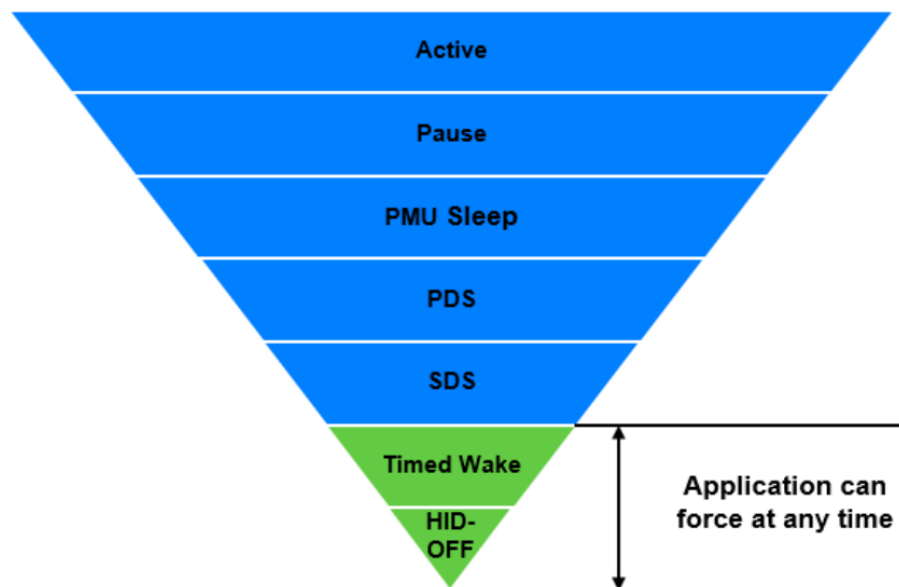 Active
Pause
PMU Sleep
PDS
SDS
Timed Wake
HID-
OFF
Application can
force at any time